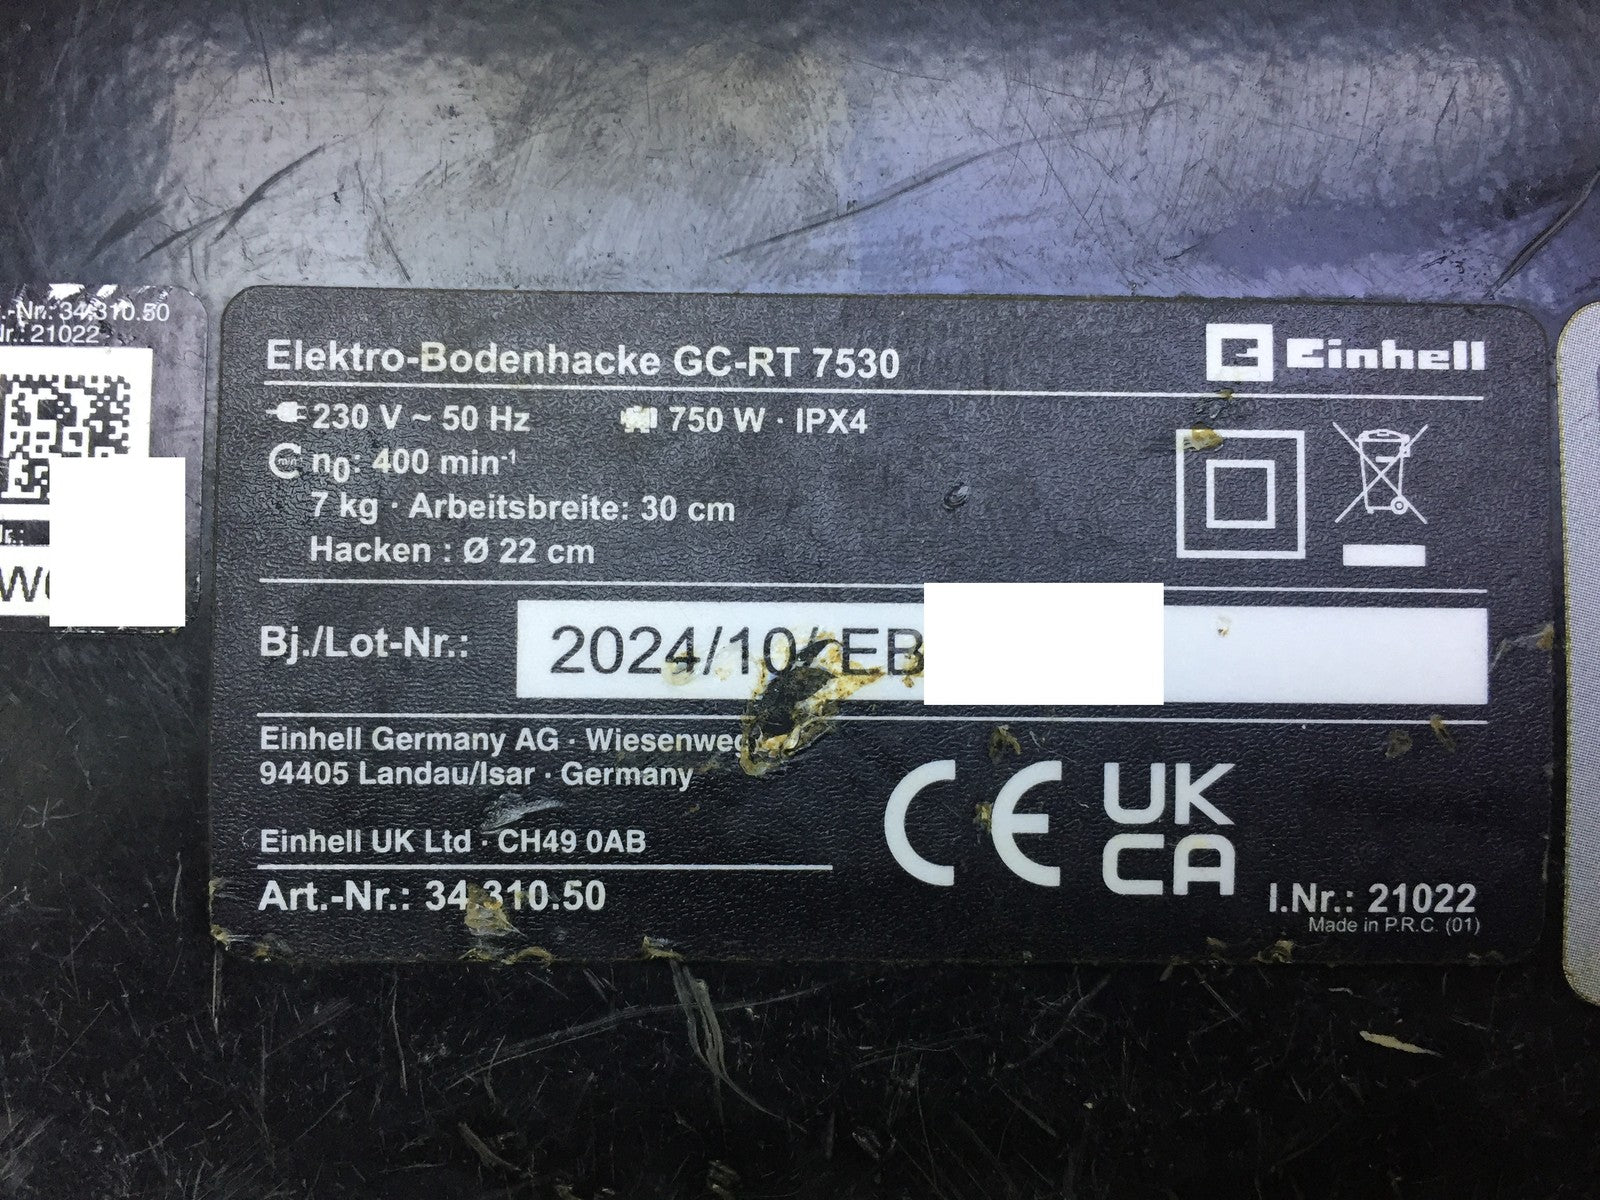 .-Nr.: 34.310.50
Nr.: 21022
Nr.:
Elektro-Bodenhacke GC-RT 7530
Einhell
230 V ~ 50 Hz 750 W · IPX4
min n₀: 400 min⁻¹
7 kg · Arbeitsbreite: 30 cm
Hacken : Ø 22 cm
Bj./Lot-Nr.: 2024/10/ EB
Einhell Germany AG · Wiesenweg
94405 Landau/Isar · Germany
Einhell UK Ltd · CH49 0AB
CE UK
CA
Art.-Nr.: 34.310.50
I.Nr.: 21022
Made in P.R.C. (01)